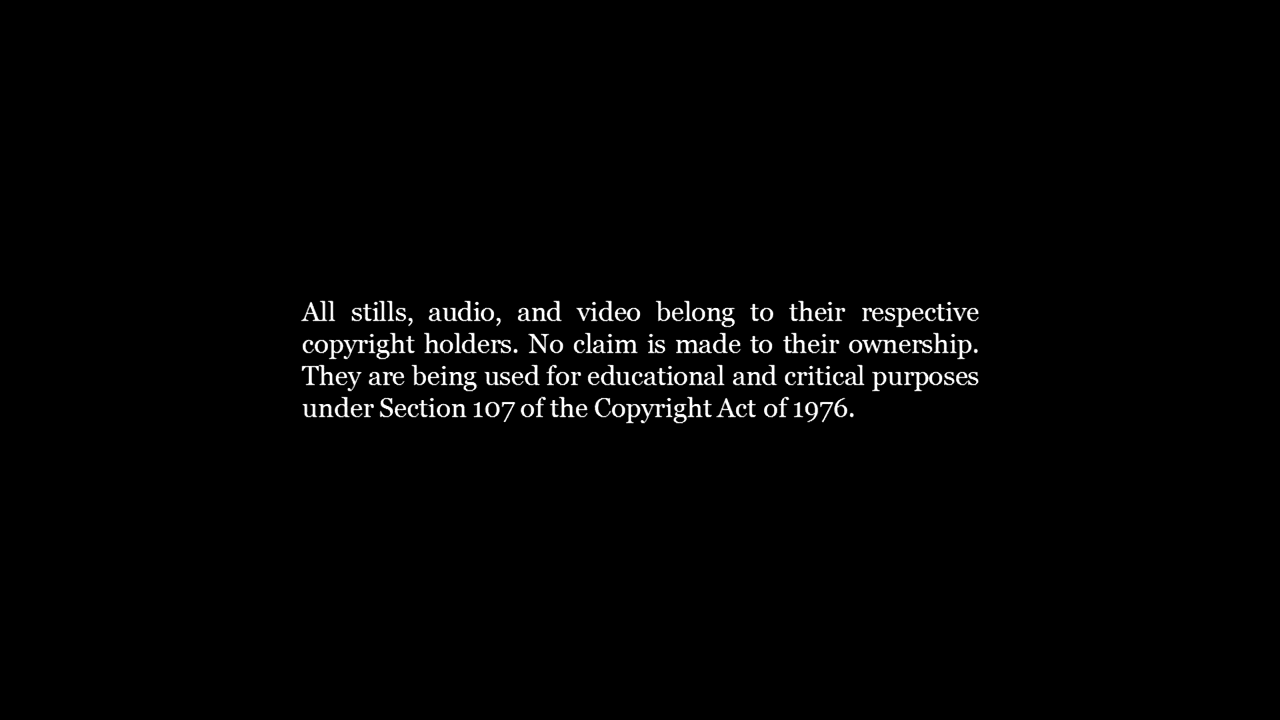 All stills, audio, and video belong to their respective
copyright holders. No claim is made to their ownership.
They are being used for educational and critical purposes
under Section 107 of the Copyright Act of 1976.